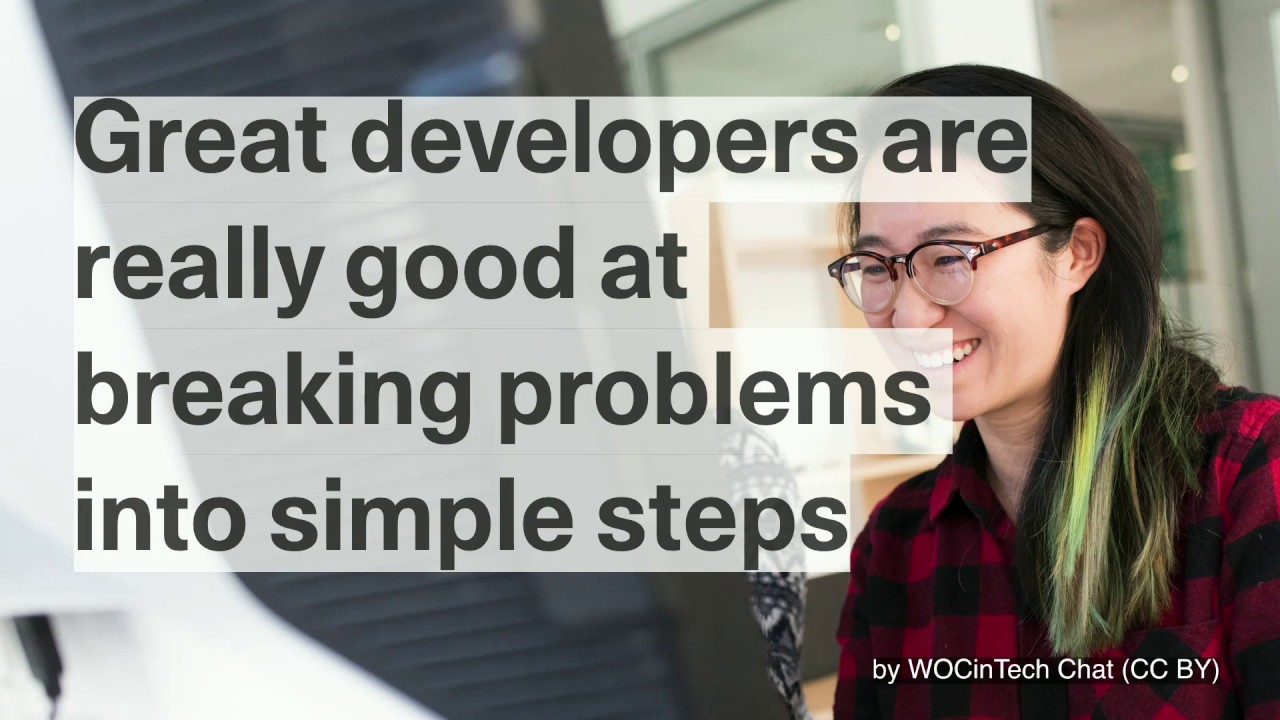 Great developers are
really good at
breaking problems
into simple steps
by WOCinTech Chat (CC BY)